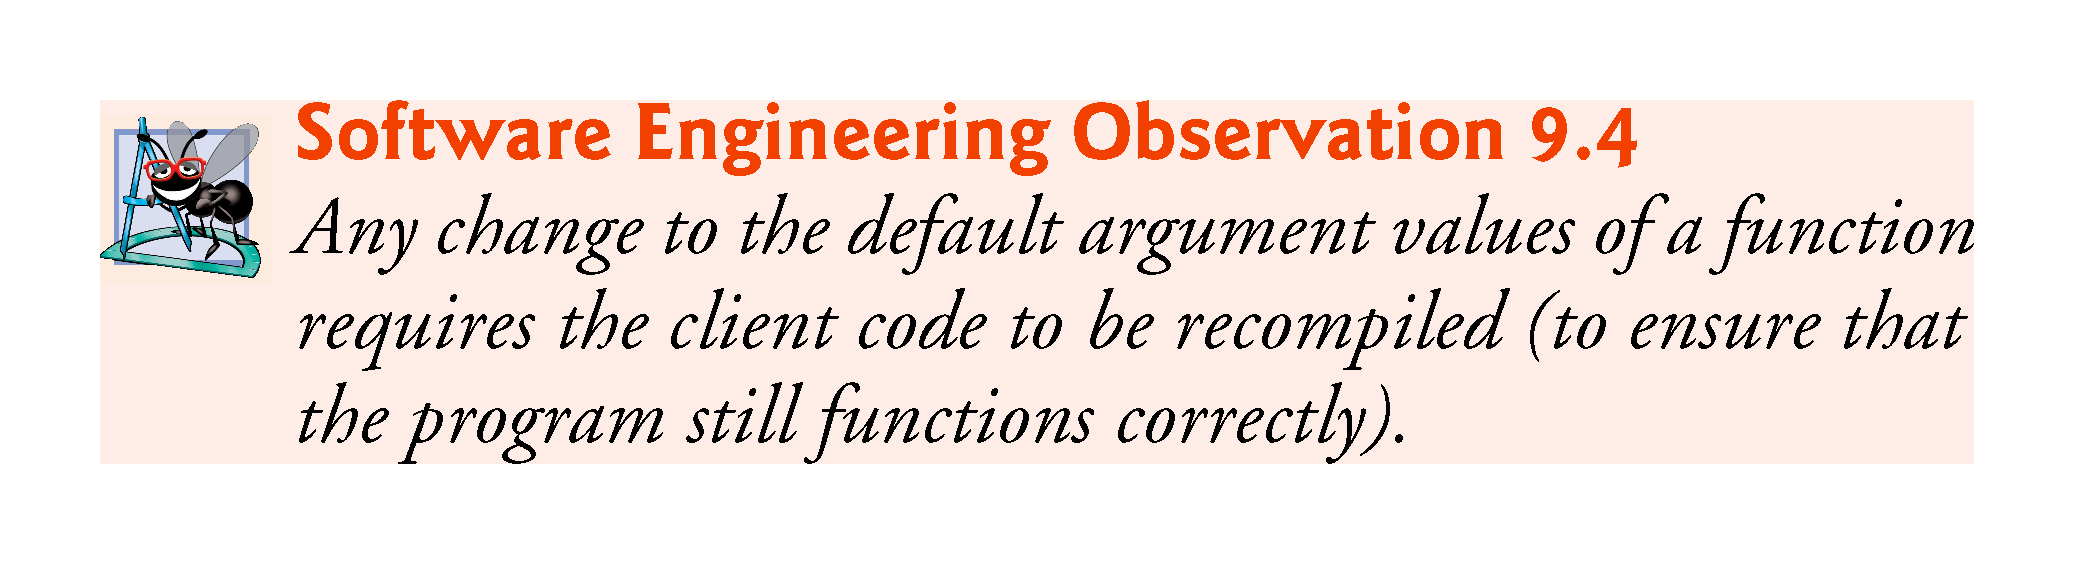 Software Engineering Observation 9.4
Any change to the default argument values of a function
requires the client code to be recompiled (to ensure that
the program still functions correctly).